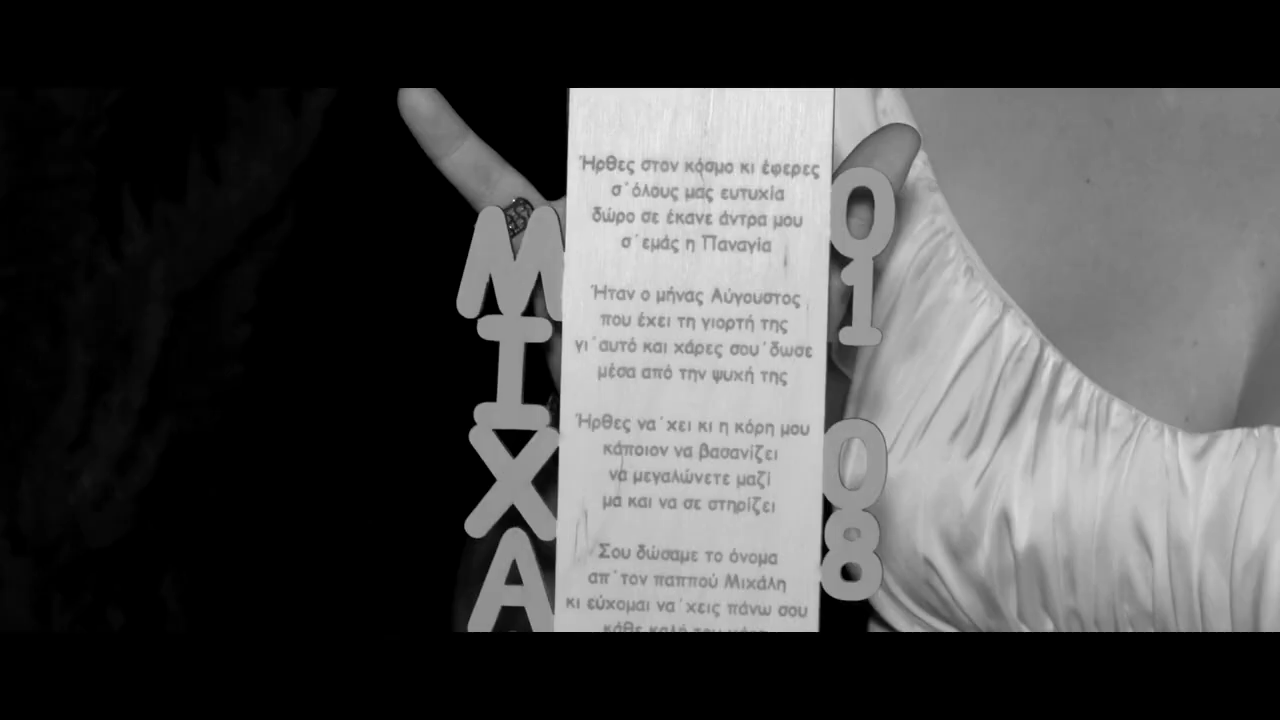 Ήρθες στον κόσμο κι έφερες
σ΄όλους μας ευτυχία
δώρο σε έκανε άντρα μου
σ΄εμάς η Παναγία
Ήταν ο μήνας Αύγουστος
που έχει τη γιορτή της
γι΄αυτό και χάρες σου΄δωσε
μέσα από την ψυχή της
Ήρθες να΄χει κι η κόρη μου
κάποιον να βασανίζει
να μεγαλώνετε μαζί
μα και να σε στηρίζει
Σου δώσαμε το όνομα
απ΄τον παππού Μιχάλη
κι εύχομαι να΄χεις πάνω σου
κάθε καλή του
ΜΙΧΑ
01
08